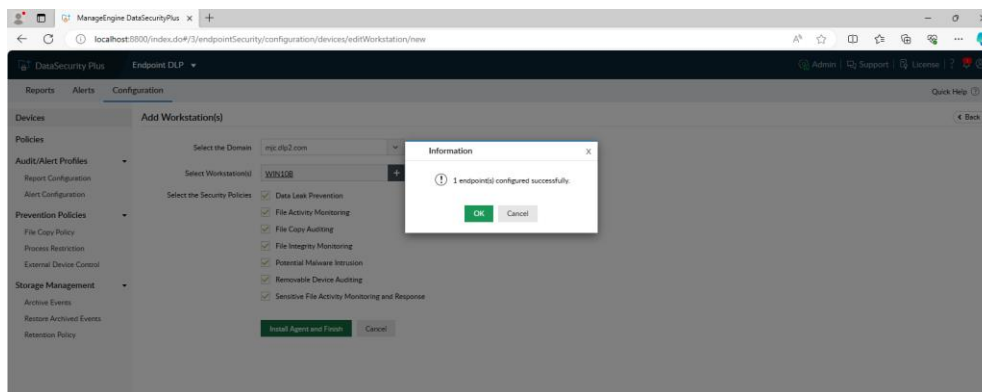 ManageEngine DataSecurityPlus
localhost:8800/index.do#/3/endpointSecurity/configuration/devices/editWorkstation/new
DataSecurity Plus Endpoint DLP Admin | Support | License | ?
Reports Alerts Configuration Quick Help
Devices Add Workstation(s) Back
Policies
Select the Domain mjc.dlp2.com
Audit/Alert Profiles
Report Configuration
Select Workstation(s) WIN10B +
Alert Configuration
Select the Security Policies Data Leak Prevention
Prevention Policies
File Activity Monitoring
File Copy Policy
File Copy Auditing
Process Restriction
File Integrity Monitoring
External Device Control
Potential Malware Intrusion
Storage Management
Removable Device Auditing
Archive Events
Sensitive File Activity Monitoring and Response
Restore Archived Events
Retention Policy
Install Agent and Finish Cancel
Information X
1 endpoint(s) configured successfully.
OK Cancel